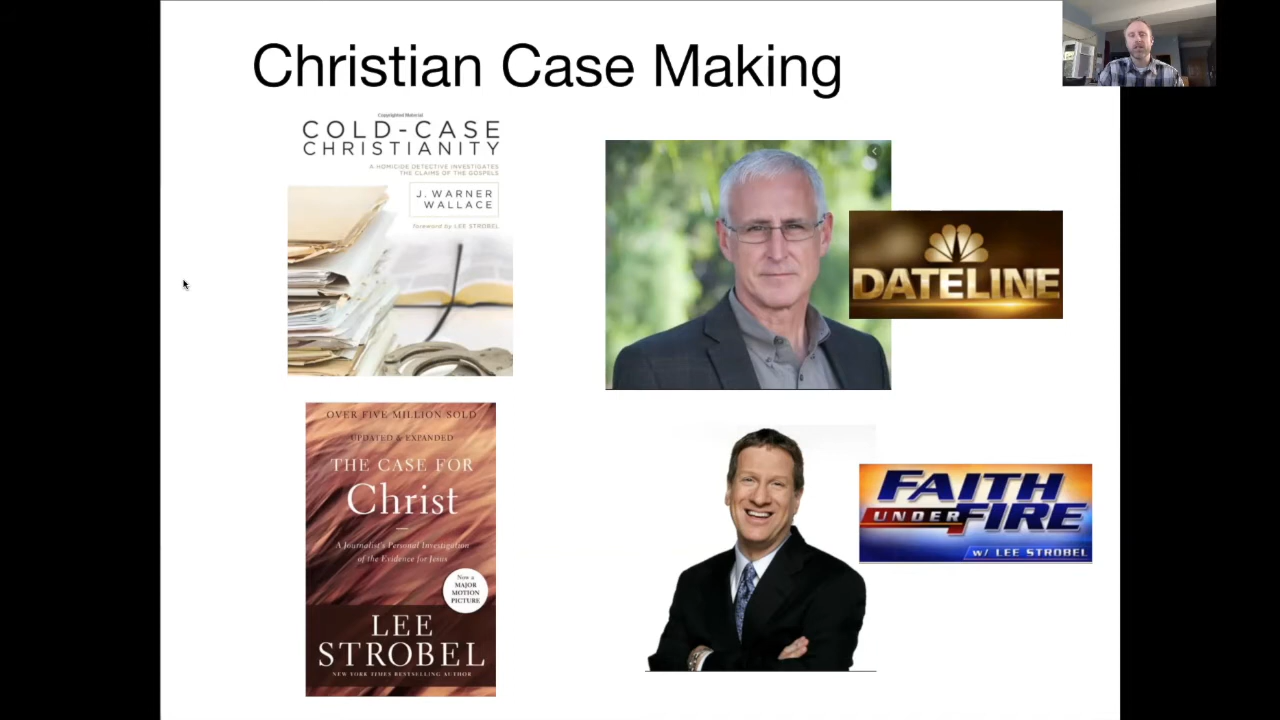 Christian Case Making
Copyrighted Material
COLD-CASE
CHRISTIANITY
A HOMICIDE DETECTIVE INVESTIGATES
THE CLAIMS OF THE GOSPELS
J. WARNER
WALLACE
foreword by LEE STROBEL
DATELINE
OVER FIVE MILLION SOLD
UPDATED & EXPANDED
THE CASE FOR
Christ
A Journalist's Personal Investigation
of the Evidence for Jesus
Now a
MAJOR
MOTION
PICTURE
LEE
STROBEL
NEW YORK TIMES BESTSELLING AUTHOR
FAITH
UNDER FIRE
w/ LEE STROBEL